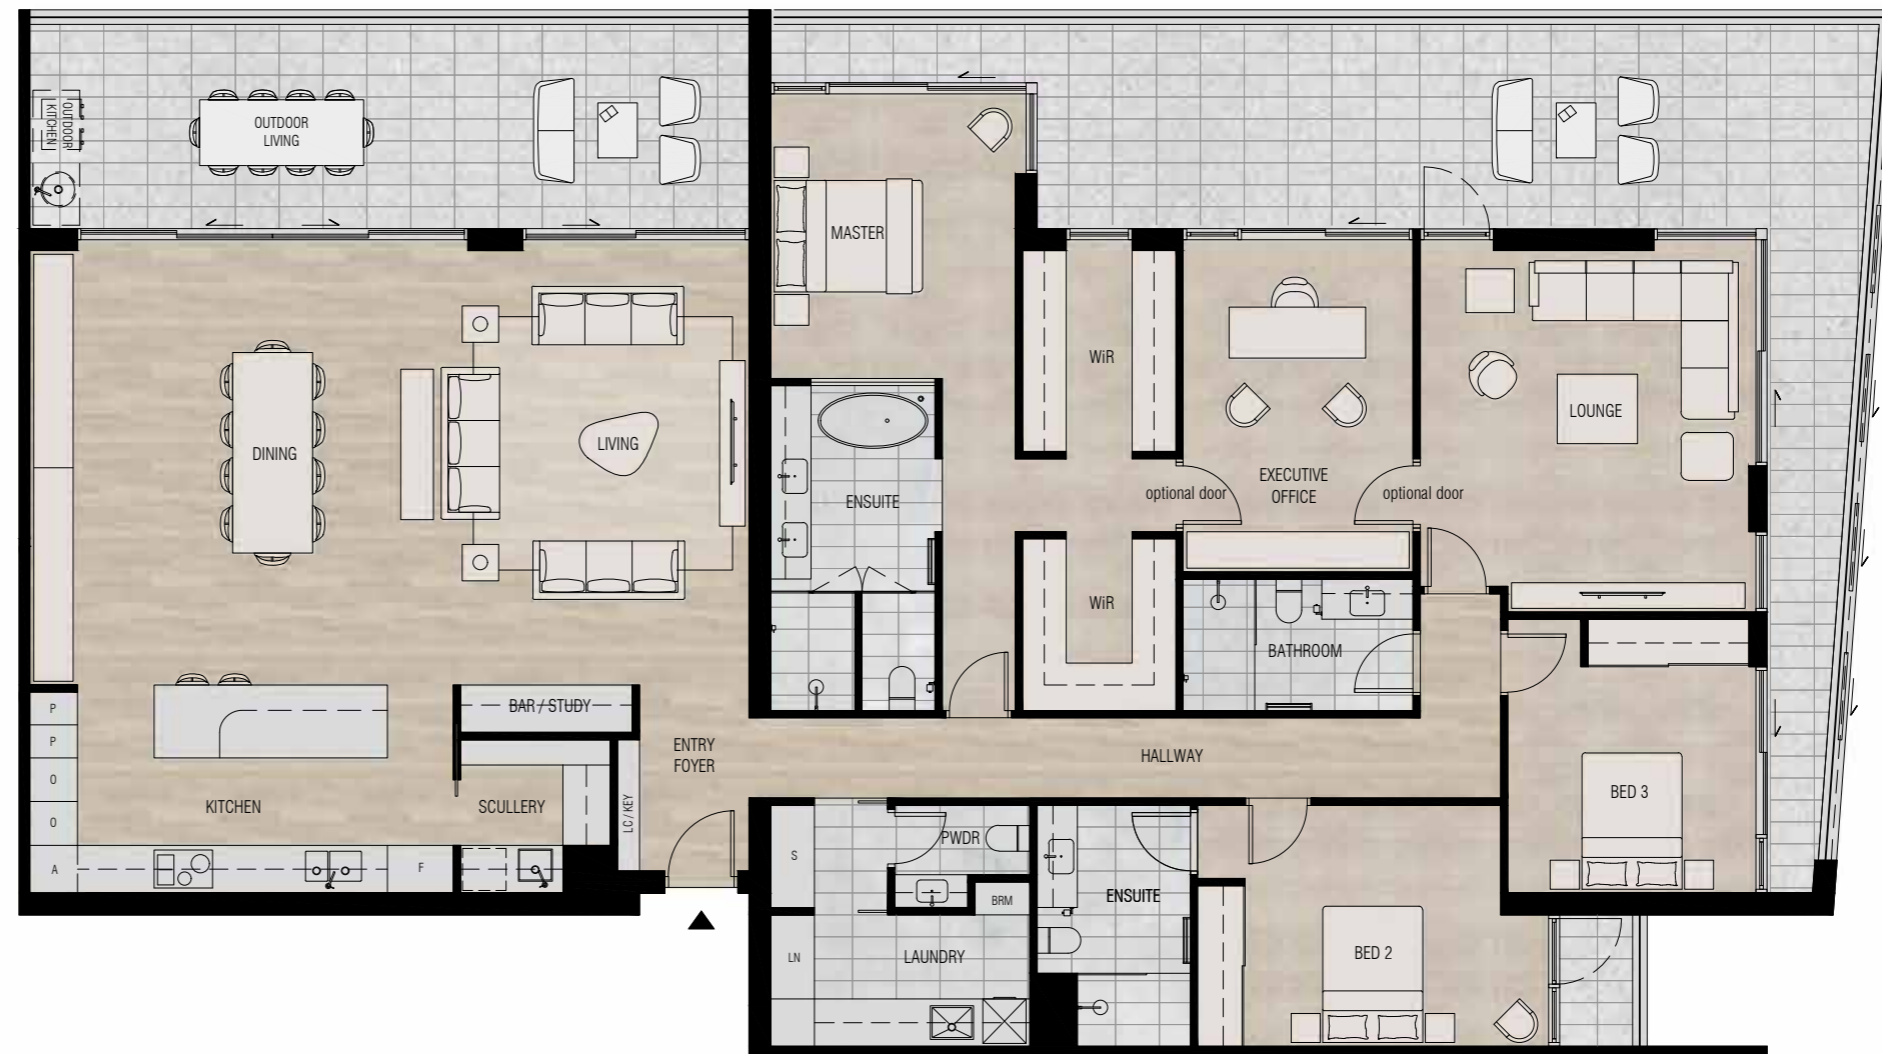 OUTDOOR
KITCHEN
OUTDOOR
LIVING
MASTER
WiR
EXECUTIVE
OFFICE
optional door
optional door
LOUNGE
DINING
LIVING
ENSUITE
WiR
BATHROOM
P
P
O
O
A
BAR / STUDY
ENTRY
FOYER
HALLWAY
KITCHEN
SCULLERY
LC / KEY
F
S
PWDR
BRM
ENSUITE
BED 3
LN
LAUNDRY
BED 2